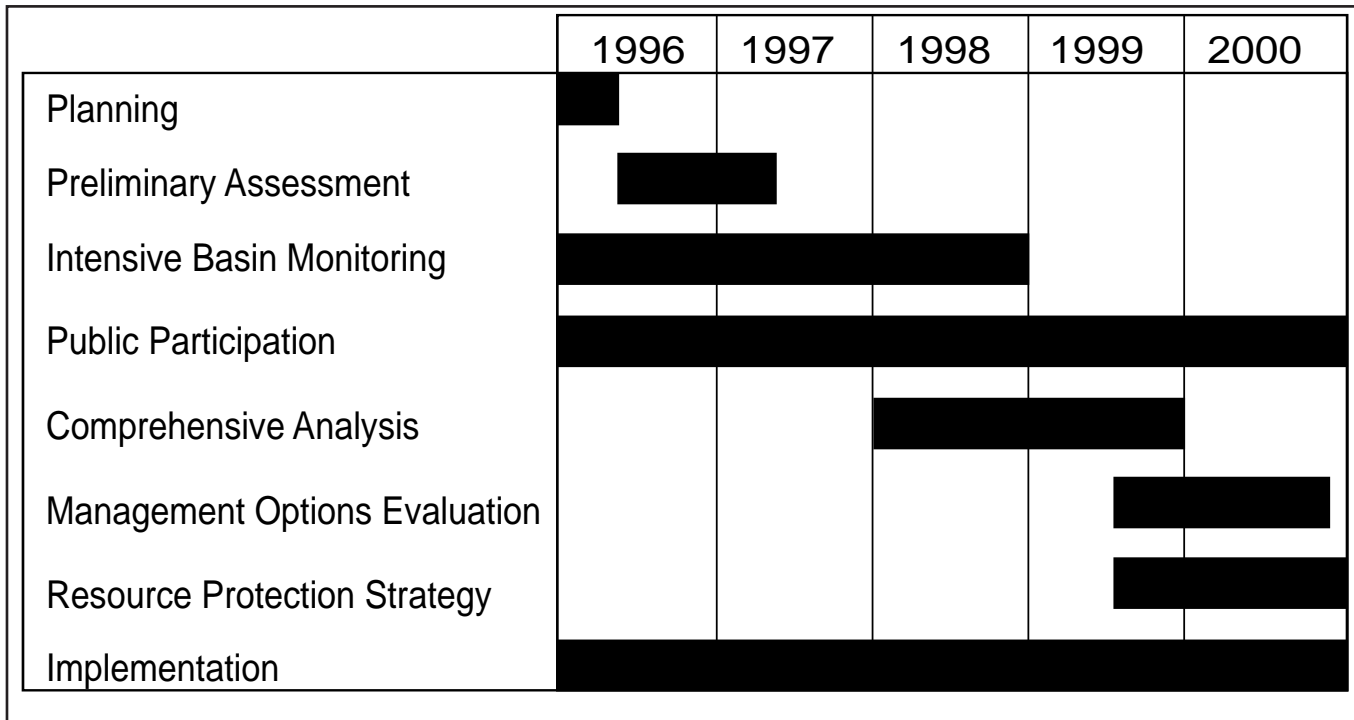 1996 1997 1998 1999 2000
Planning
Preliminary Assessment
Intensive Basin Monitoring
Public Participation
Comprehensive Analysis
Management Options Evaluation
Resource Protection Strategy
Implementation